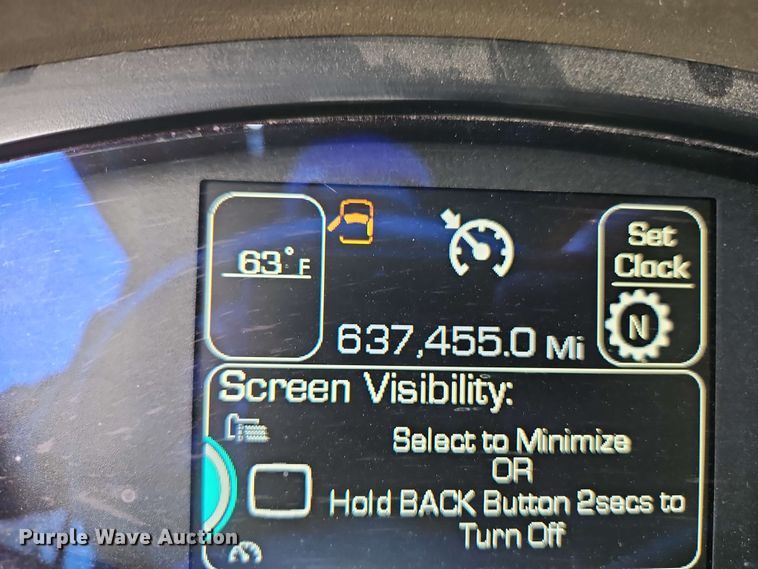 63° F
637,455.0 Mi
Set
Clock
N
Screen Visibility:
Select to Minimize
OR
Hold BACK Button 2secs to
Turn Off
Purple Wave Auction